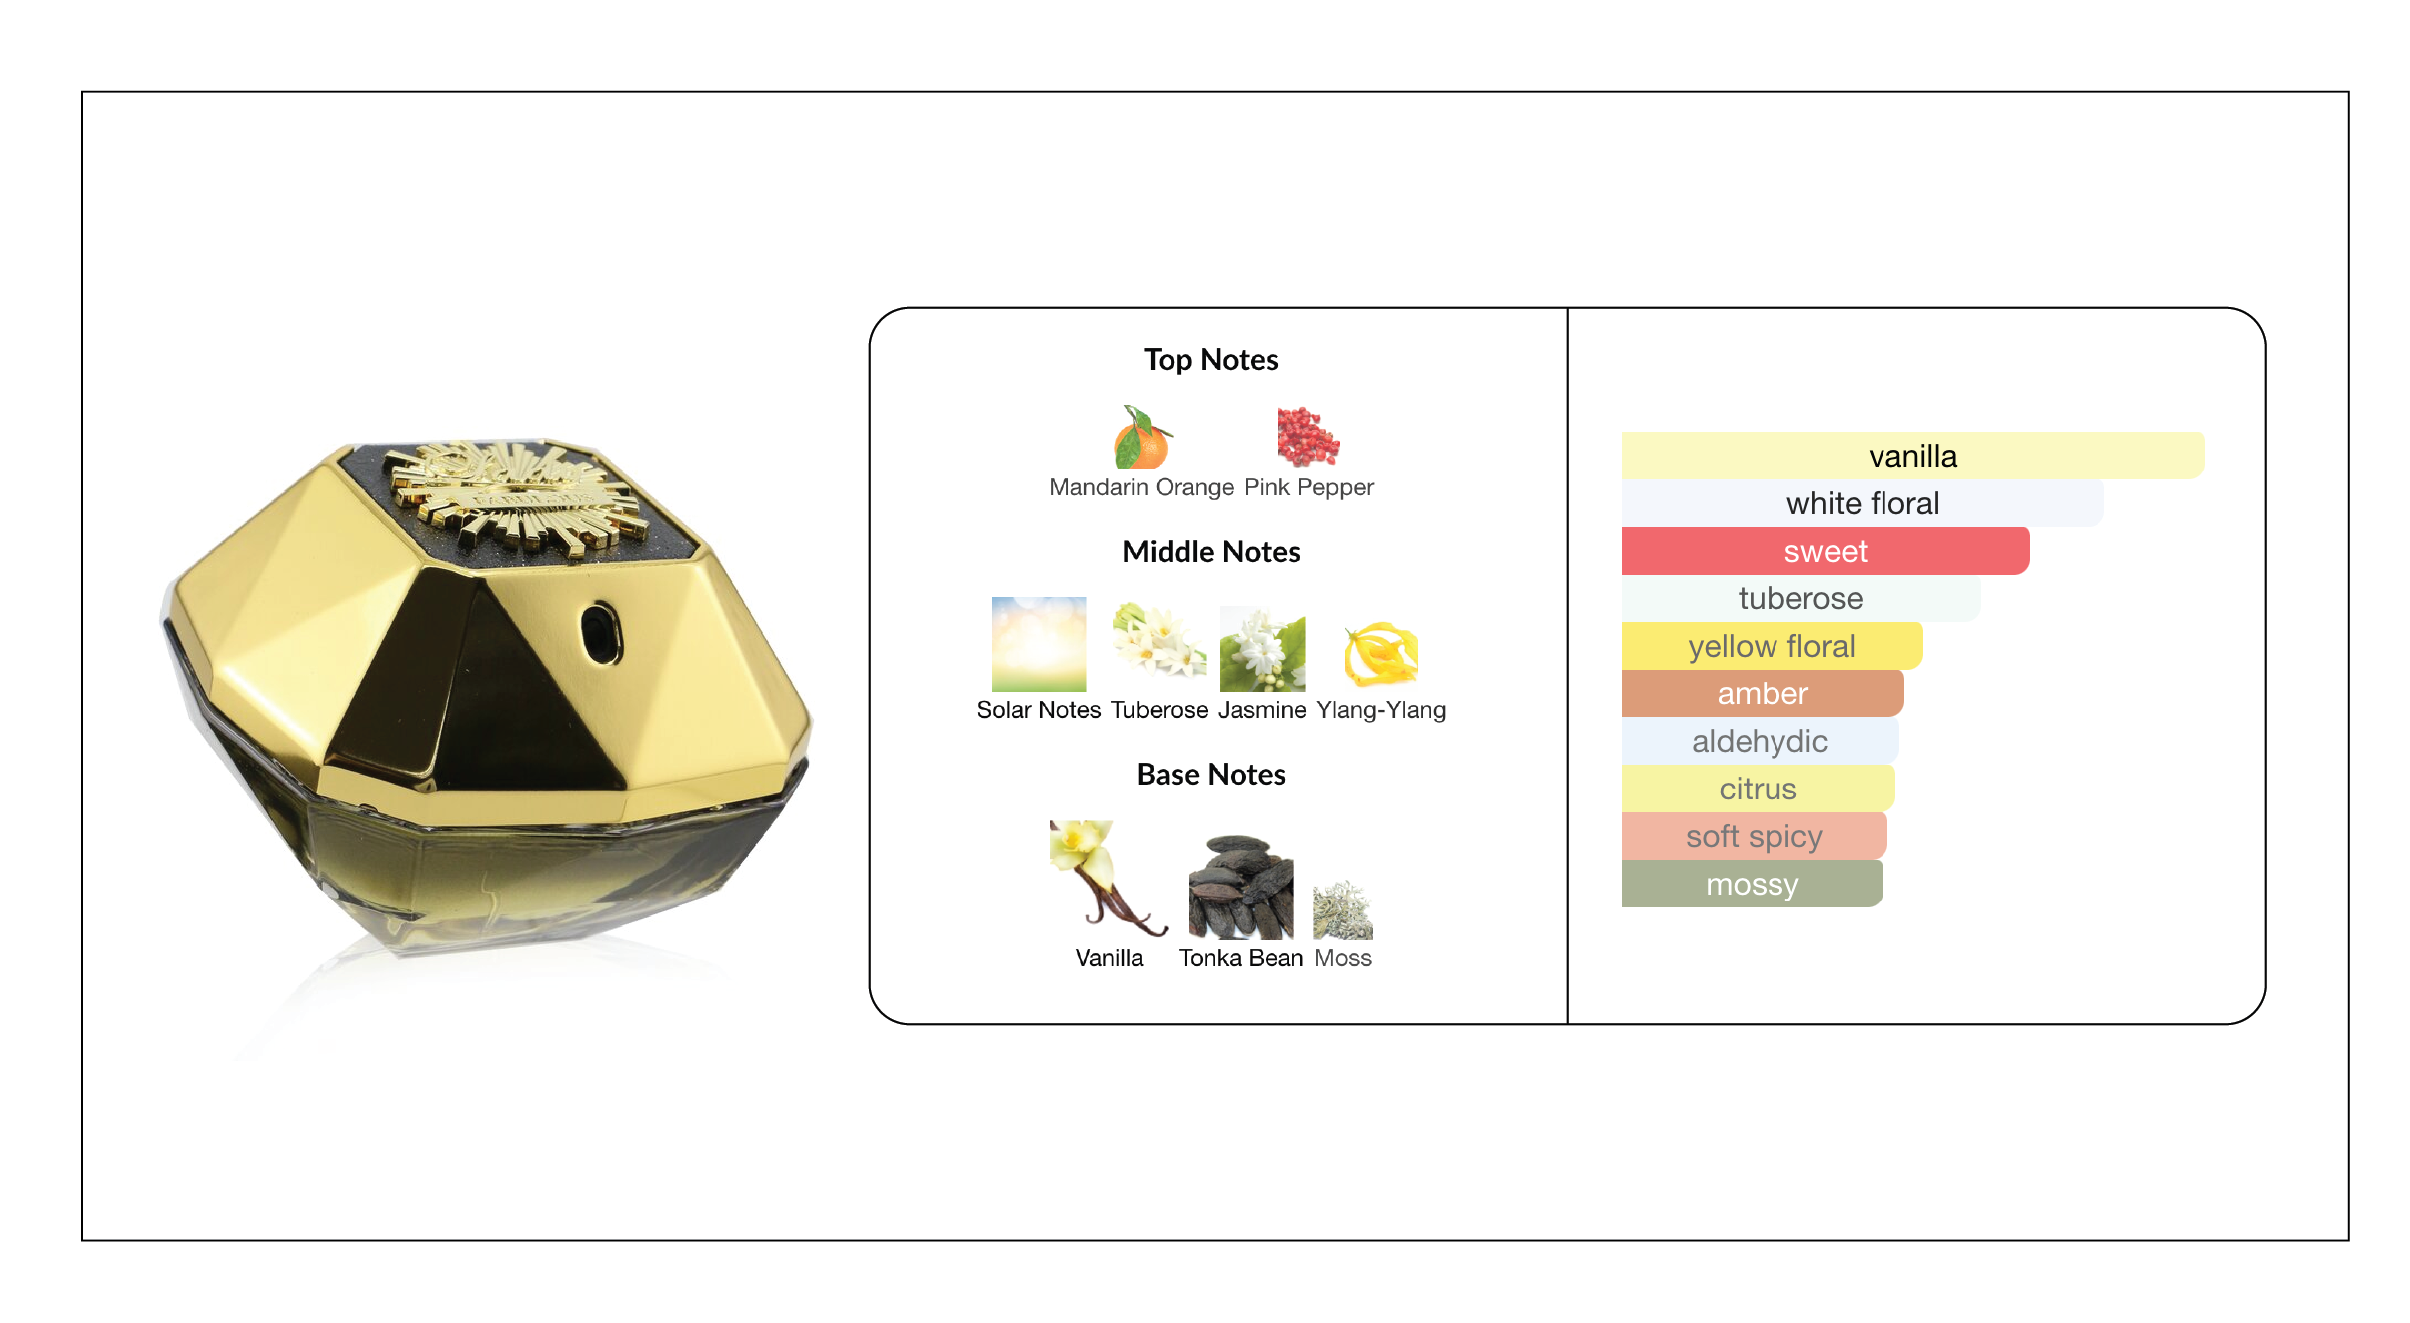 FABULOUS
Top Notes
Mandarin Orange Pink Pepper
Middle Notes
Solar Notes Tuberose Jasmine Ylang-Ylang
Base Notes
Vanilla Tonka Bean Moss
vanilla
white floral
sweet
tuberose
yellow floral
amber
aldehydic
citrus
soft spicy
mossy